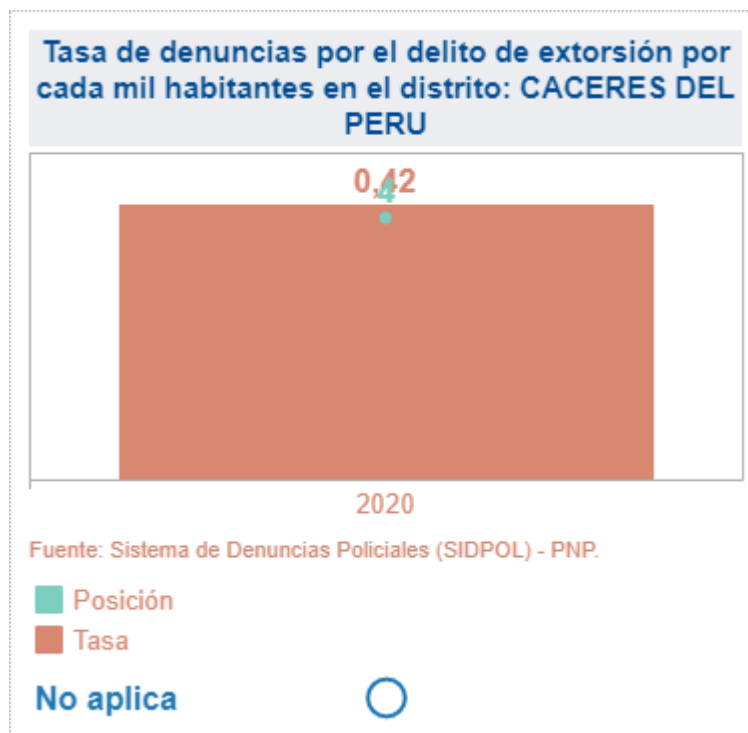 Tasa de denuncias por el delito de extorsión por
cada mil habitantes en el distrito: CACERES DEL
PERU
0,42
4
2020
Fuente: Sistema de Denuncias Policiales (SIDPOL) - PNP.
Posición
Tasa
No aplica